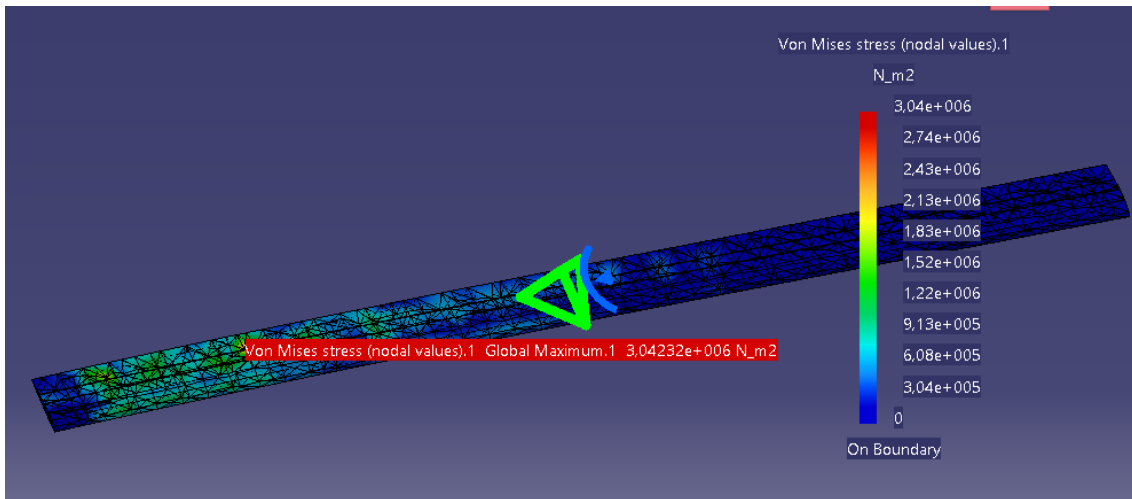 Von Mises stress (nodal values).1
N_m2
3,04e+006
2,74e+006
2,43e+006
2,13e+006
1,83e+006
1,52e+006
1,22e+006
9,13e+005
6,08e+005
3,04e+005
0
On Boundary
Von Mises stress (nodal values).1 Global Maximum.1 3,04232e+006 N_m2